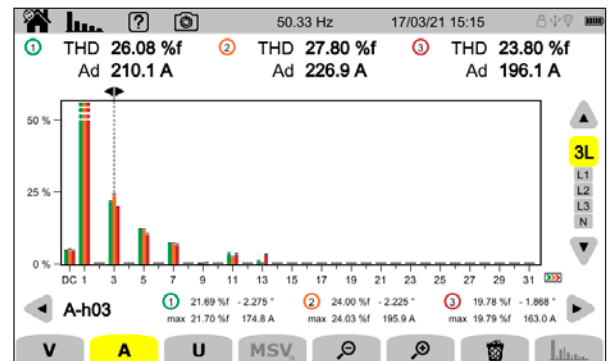 ? 50.33 Hz 17/03/21 15:15
1 THD 26.08 %f 2 THD 27.80 %f 3 THD 23.80 %f
Ad 210.1 A Ad 226.9 A Ad 196.1 A
50 %
25 %
0 %
DC 1 3 5 7 9 11 13 15 17 19 21 23 25 27 29 31
3L
L1
L2
L3
N
A-h03
1 21.69 %f - 2.275 ° 2 24.00 %f - 2.225 ° 3 19.78 %f - 1.868 °
max 21.70 %f 174.8 A max 24.03 %f 195.9 A max 19.79 %f 163.0 A
V A U MSV